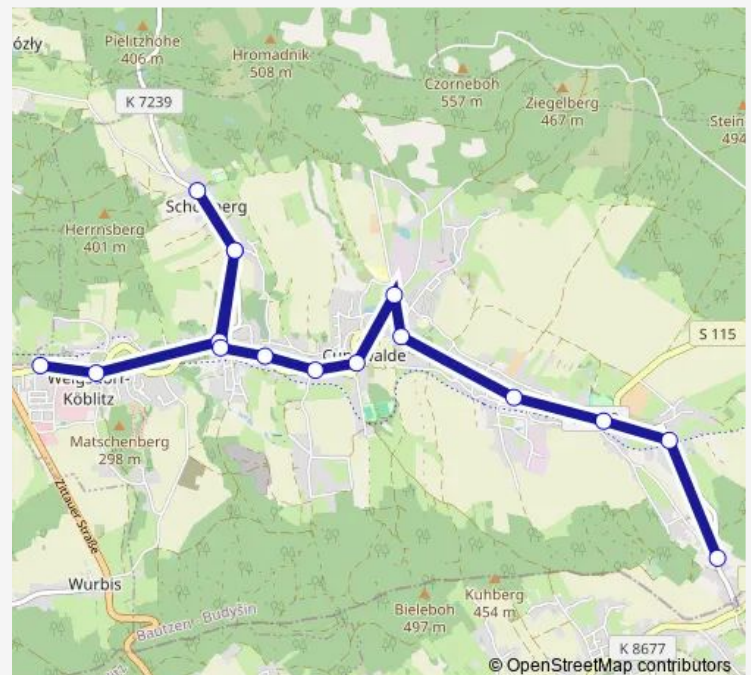 ózły
Pielitzhöhe
406 m
Hromadnik
508 m
Czorneboh
557 m
Ziegelberg
467 m
Stein
494
K 7239
Herrnsberg
401 m
S 115
Köblitz
Matschenberg
298 m
Zittauer Straße
Wurbis
Bautzen - Budyšin
Bieleboh
497 m
Kuhberg
454 m
K 8677
© OpenStreetMap contributors